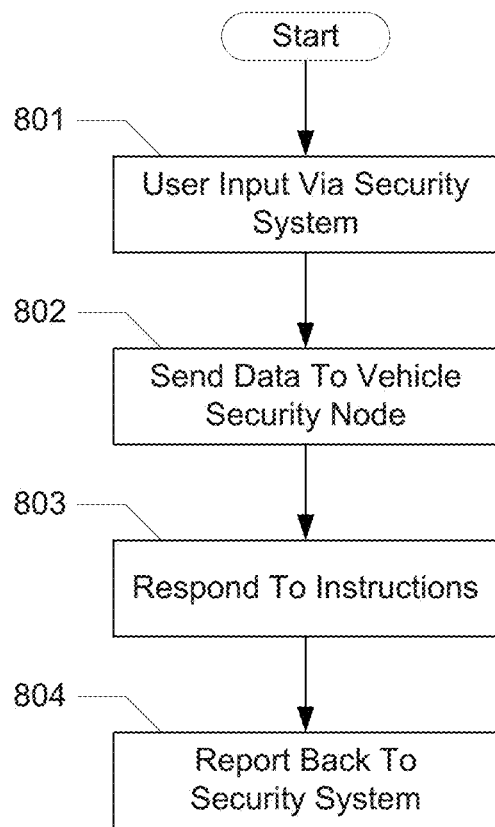 Start
801
User Input Via Security
System
802
Send Data To Vehicle
Security Node
803
Respond To Instructions
804
Report Back To
Security System